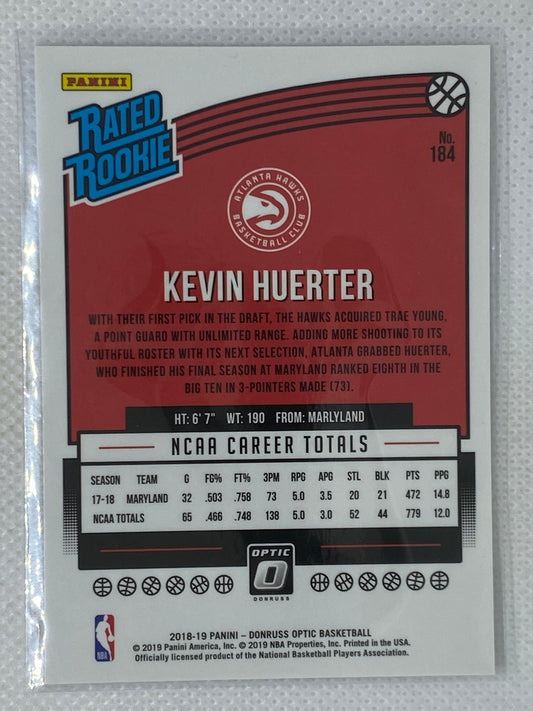 PANINI
RATED
ROOKIE
No.
184
ATLANTA HAWKS
BASKETBALL CLUB
KEVIN HUERTER
WITH THEIR FIRST PICK IN THE DRAFT, THE HAWKS ACQUIRED TRAE YOUNG,
A POINT GUARD WITH UNLIMITED RANGE. ADDING MORE SHOOTING TO ITS
YOUTHFUL ROSTER WITH ITS NEXT SELECTION, ATLANTA GRABBED HUERTER,
WHO FINISHED HIS FINAL SEASON AT MARYLAND RANKED EIGHTH IN THE
BIG TEN IN 3-POINTERS MADE (73).
HT: 6' 7" WT: 190 FROM: MARLYLAND
NCAA CAREER TOTALS
SEASON TEAM G FG% FT% 3PM RPG APG STL BLK PTS PPG
17-18 MARYLAND 32 .503 .758 73 5.0 3.5 20 21 472 14.8
NCAA TOTALS 65 .466 .748 138 5.0 3.0 52 44 779 12.0
OPTIC
DONRUSS
NBA
2018-19 PANINI – DONRUSS OPTIC BASKETBALL
© 2019 Panini America, Inc. © 2019 NBA Properties, Inc. Printed in the USA.
Officially licensed product of the National Basketball Players Association.